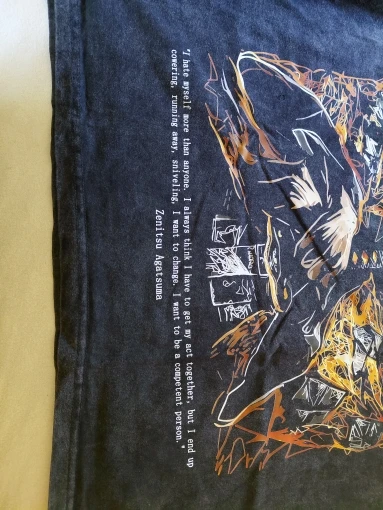 "I hate myself more than anyone. I always think I have to get my act together, but I end up
cowering, running away, sniveling, I want to change. I want to be a competent person."
Zenitsu Agatsuma